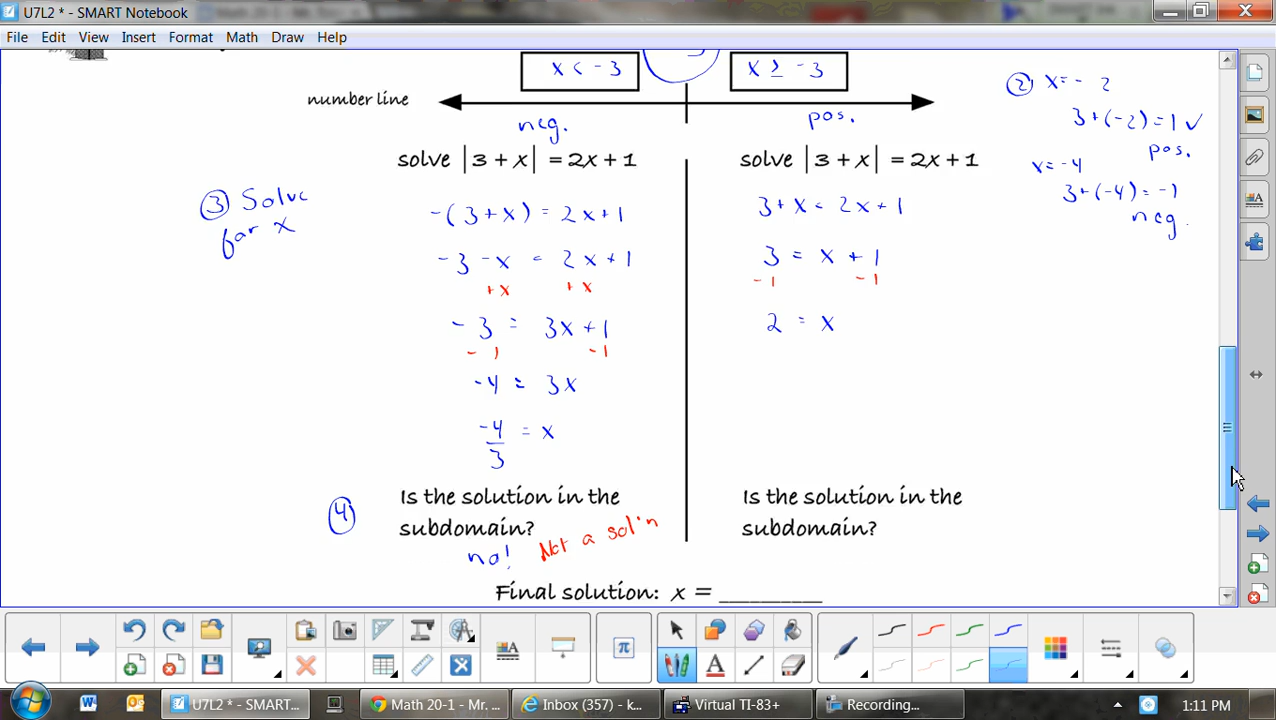 U7L2 * - SMART Notebook
File Edit View Insert Format Math Draw Help
x < -3
x ≥ -3
number line
neg.
pos.
② x = -2
3+(-2) = 1 ✓
pos.
x = -4
3+(-4) = -1
neg.
③ Solve
for x
solve |3 + x| = 2x + 1
-(3+x) = 2x+1
-3 -x = 2x+1
+x +x
-3 = 3x+1
-1 -1
-4 = 3x
-4/3 = x
solve |3 + x| = 2x + 1
3+x = 2x+1
3 = x + 1
-1 -1
2 = x
④
Is the solution in the
subdomain?
no! Not a sol'n
Is the solution in the
subdomain?
Final solution: x = __________
π
A
U7L2 * - SMART...
Math 20-1 - Mr. ...
Inbox (357) - k...
Virtual TI-83+
Recording...
1:11 PM